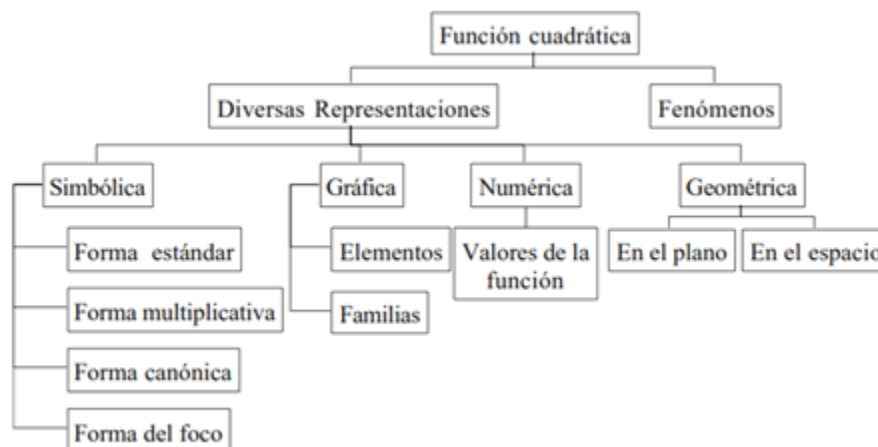 Función cuadrática
Diversas Representaciones
Fenómenos
Simbólica
Gráfica
Numérica
Geométrica
Forma estándar
Elementos
Valores de la
función
En el plano
En el espacio
Forma multiplicativa
Familias
Forma canónica
Forma del foco